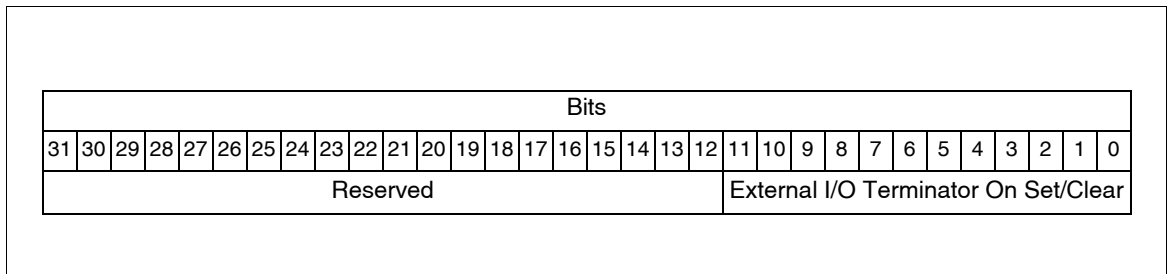 Bits
31 30 29 28 27 26 25 24 23 22 21 20 19 18 17 16 15 14 13 12 11 10 9 8 7 6 5 4 3 2 1 0
Reserved External I/O Terminator On Set/Clear